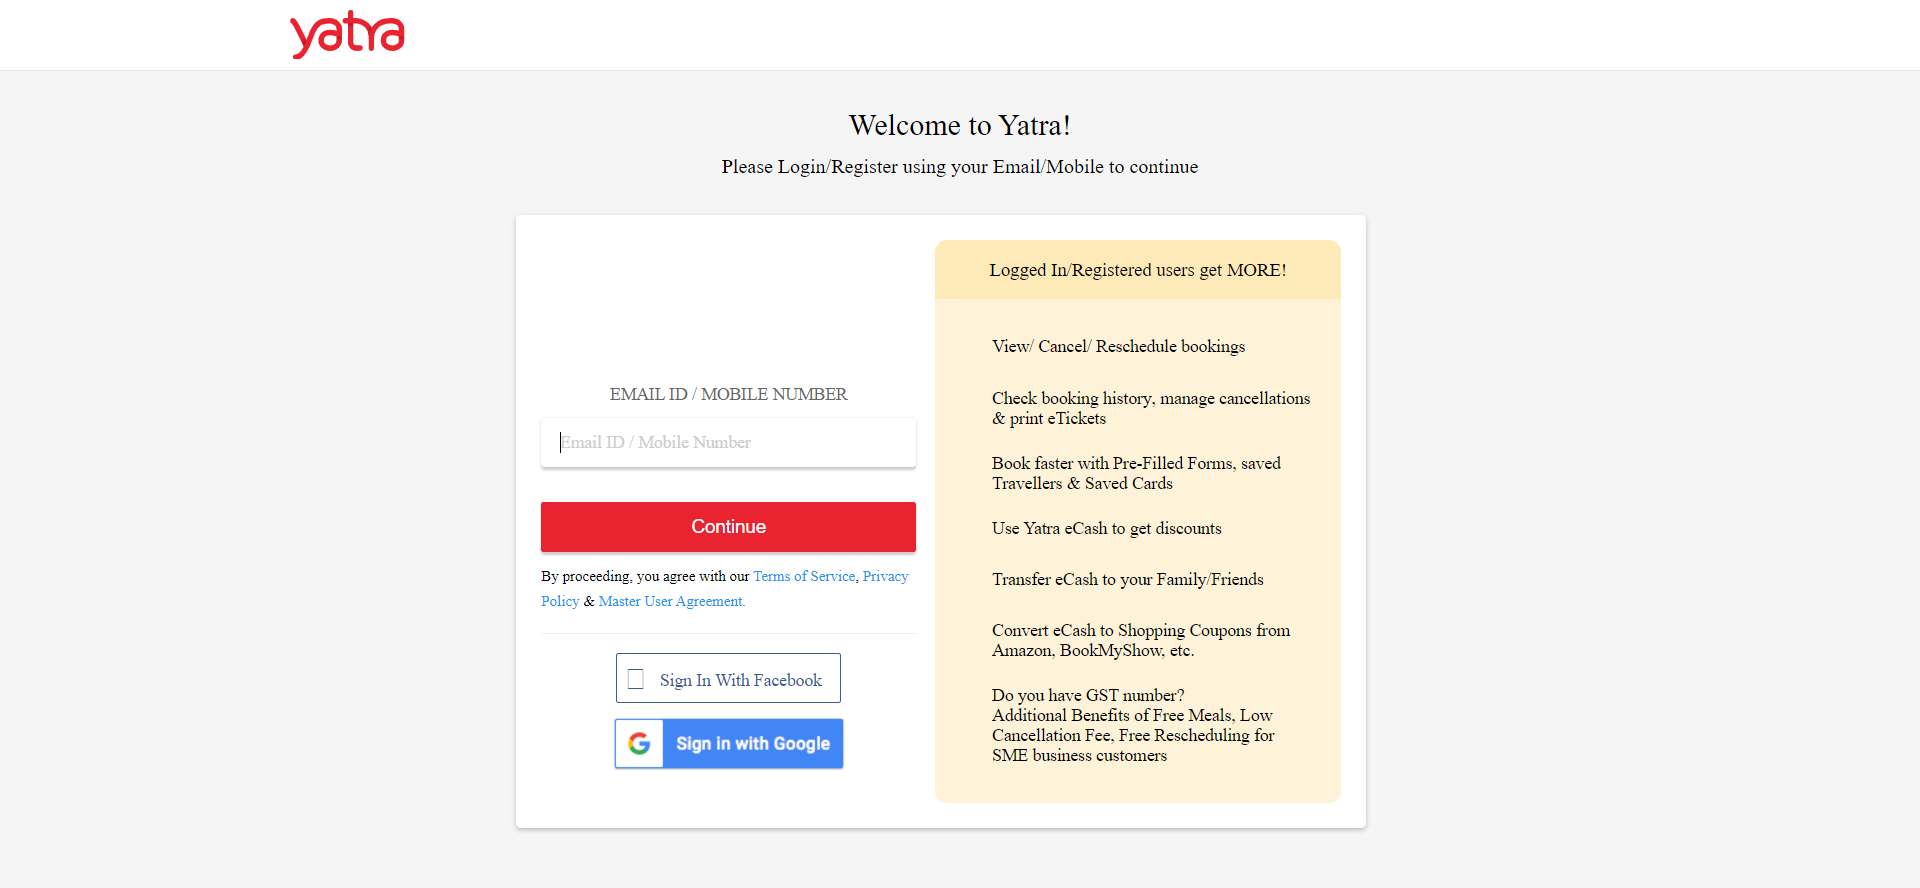 yatra
Welcome to Yatra!
Please Login/Register using your Email/Mobile to continue
EMAIL ID / MOBILE NUMBER
Email ID / Mobile Number
Continue
By proceeding, you agree with our Terms of Service, Privacy
Policy & Master User Agreement.
Sign In With Facebook
Sign in with Google
Logged In/Registered users get MORE!
View/ Cancel/ Reschedule bookings
Check booking history, manage cancellations
& print eTickets
Book faster with Pre-Filled Forms, saved
Travellers & Saved Cards
Use Yatra eCash to get discounts
Transfer eCash to your Family/Friends
Convert eCash to Shopping Coupons from
Amazon, BookMyShow, etc.
Do you have GST number?
Additional Benefits of Free Meals, Low
Cancellation Fee, Free Rescheduling for
SME business customers